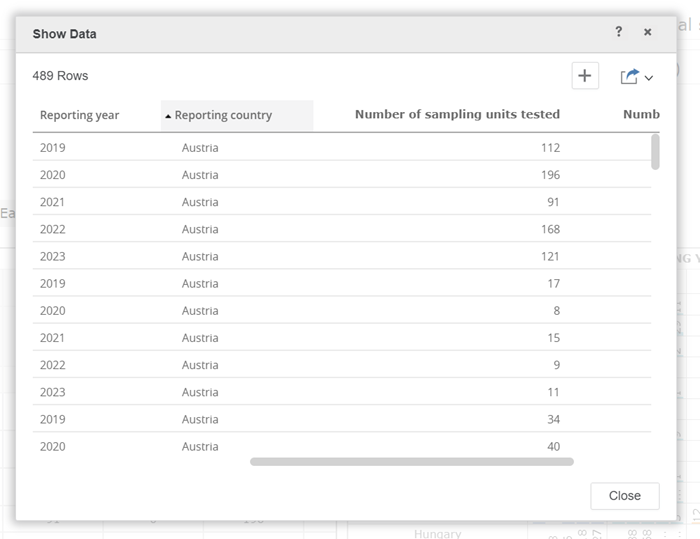 Show Data ? ×
489 Rows
Reporting year Reporting country Number of sampling units tested Numb
2019 Austria 112
2020 Austria 196
2021 Austria 91
2022 Austria 168
2023 Austria 121
2019 Austria 17
2020 Austria 8
2021 Austria 15
2022 Austria 9
2023 Austria 11
2019 Austria 34
2020 Austria 40
Close
Hungary